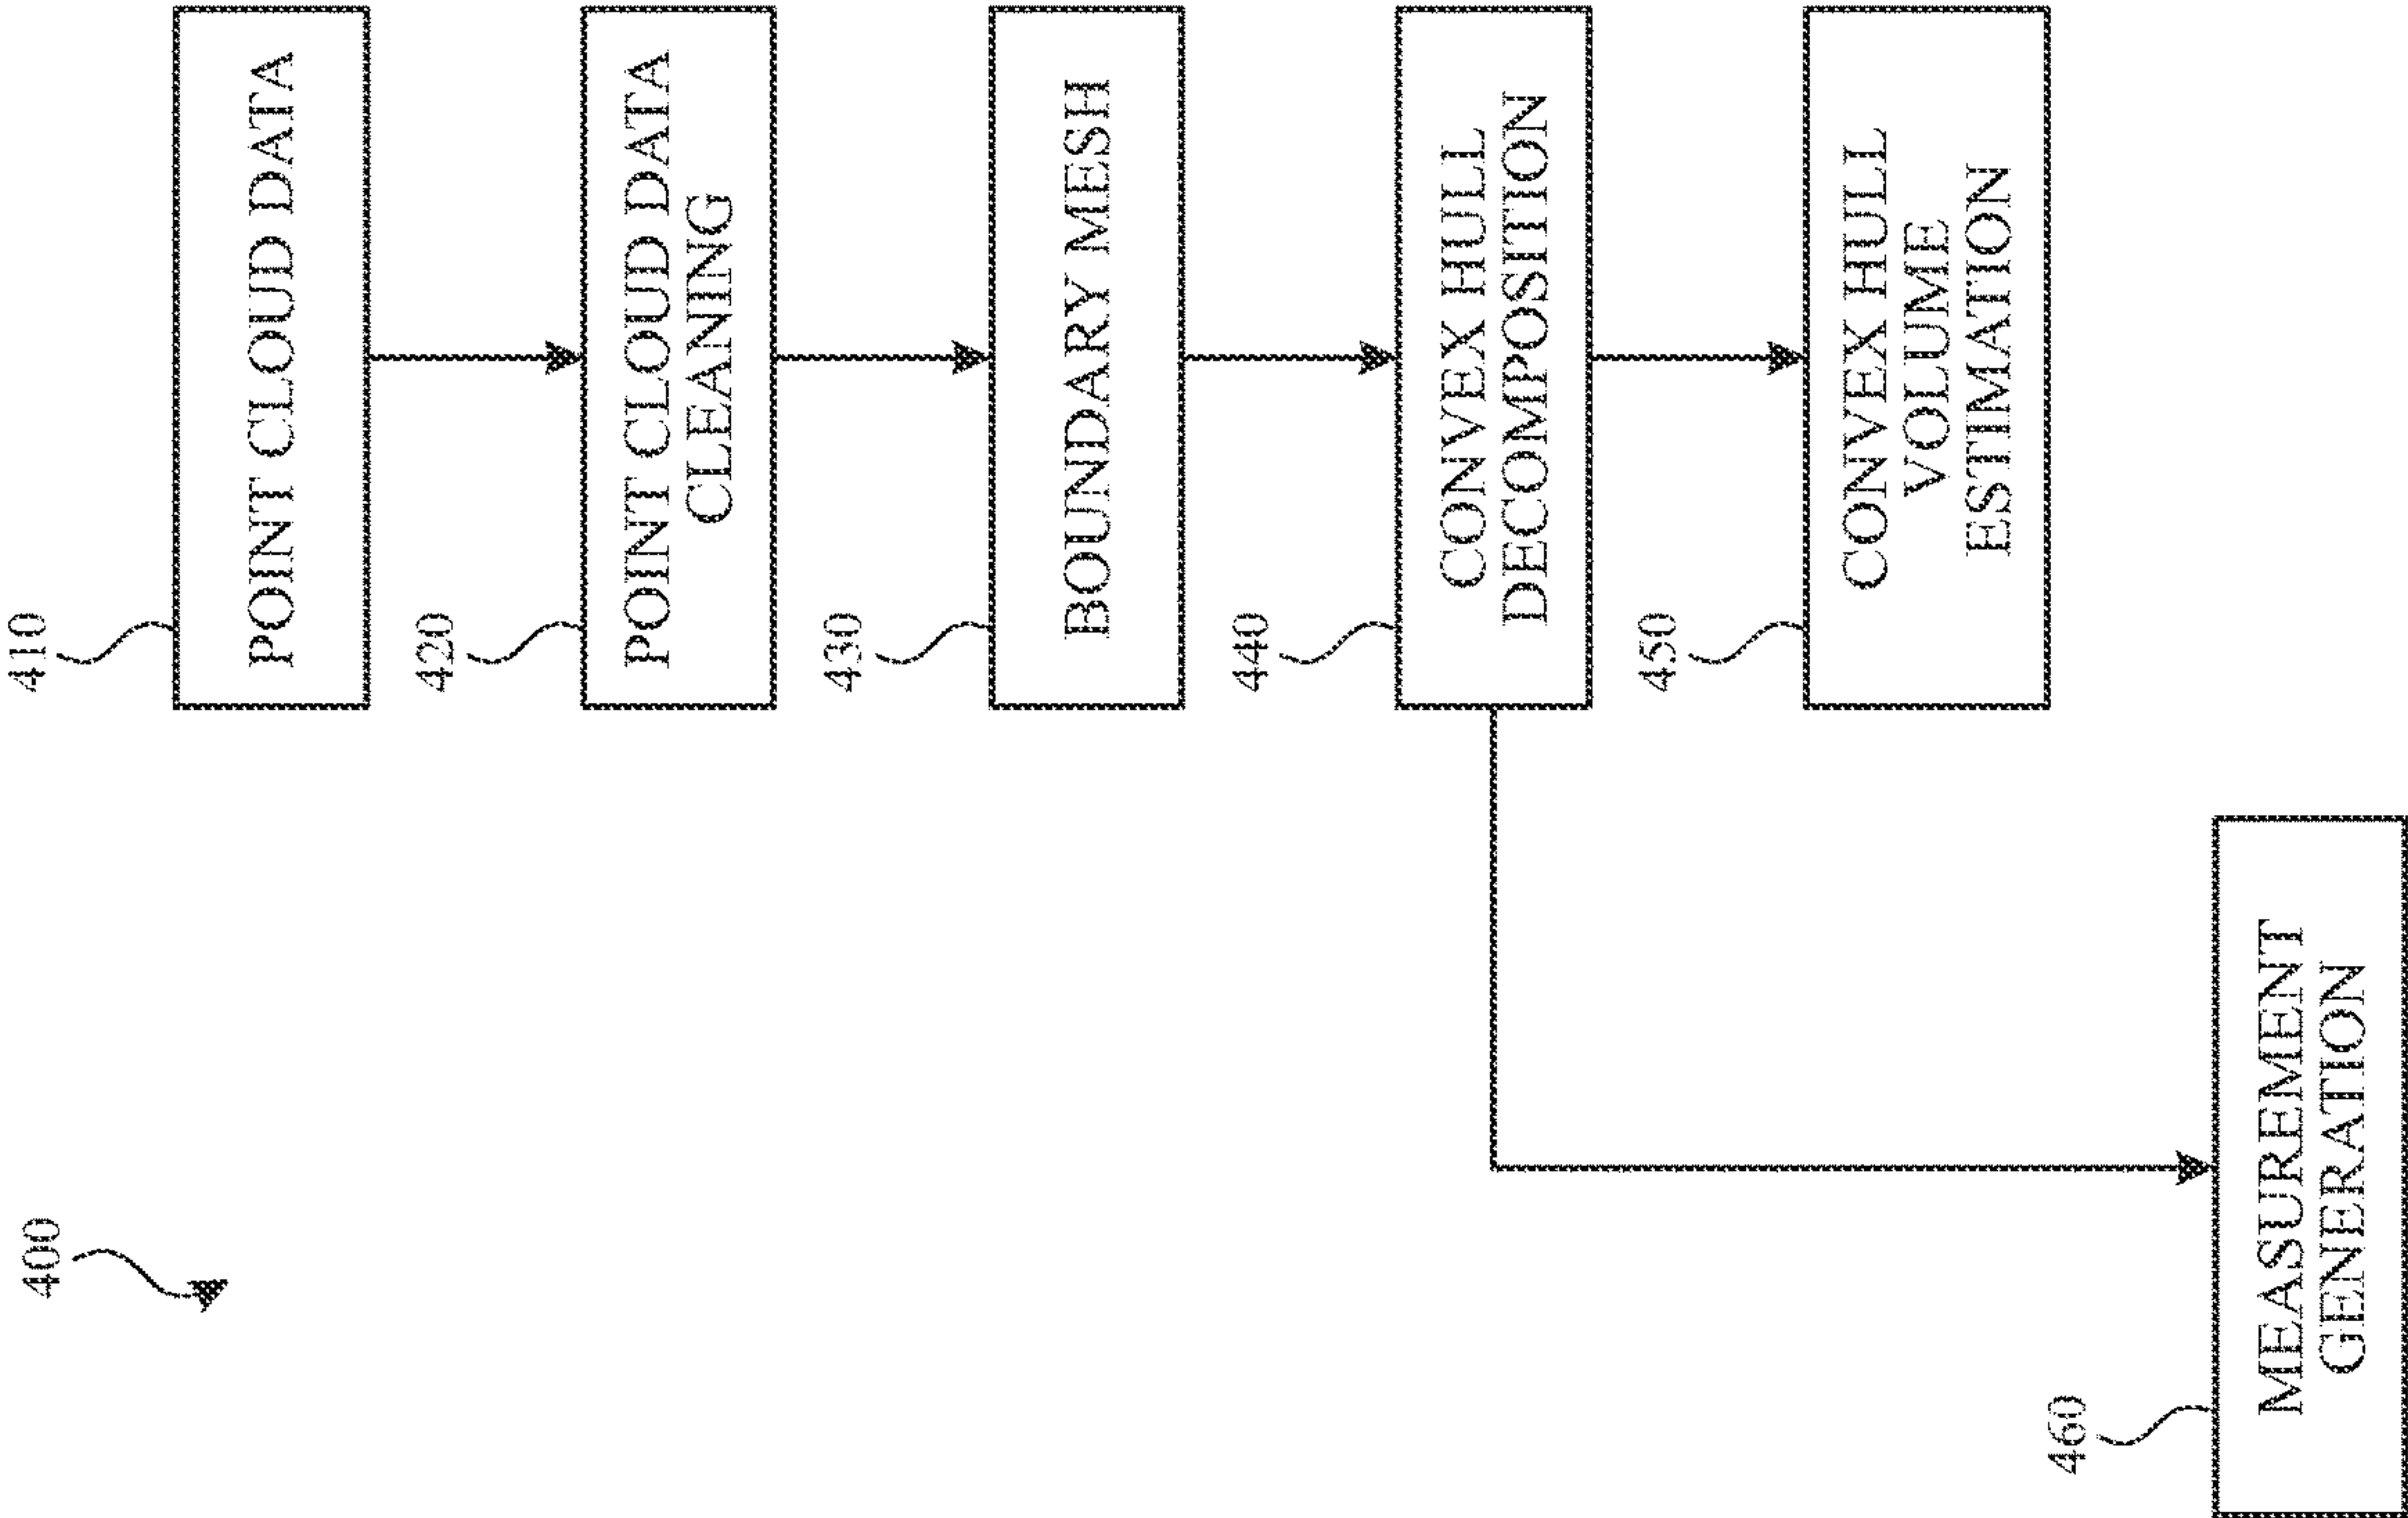 400
410
POINT CLOUD DATA
420
POINT CLOUD DATA
CLEANING
430
BOUNDARY MESH
440
CONVEX HULL
DECOMPOSITION
450
CONVEX HULL
VOLUME
ESTIMATION
460
MEASUREMENT
GENERATION